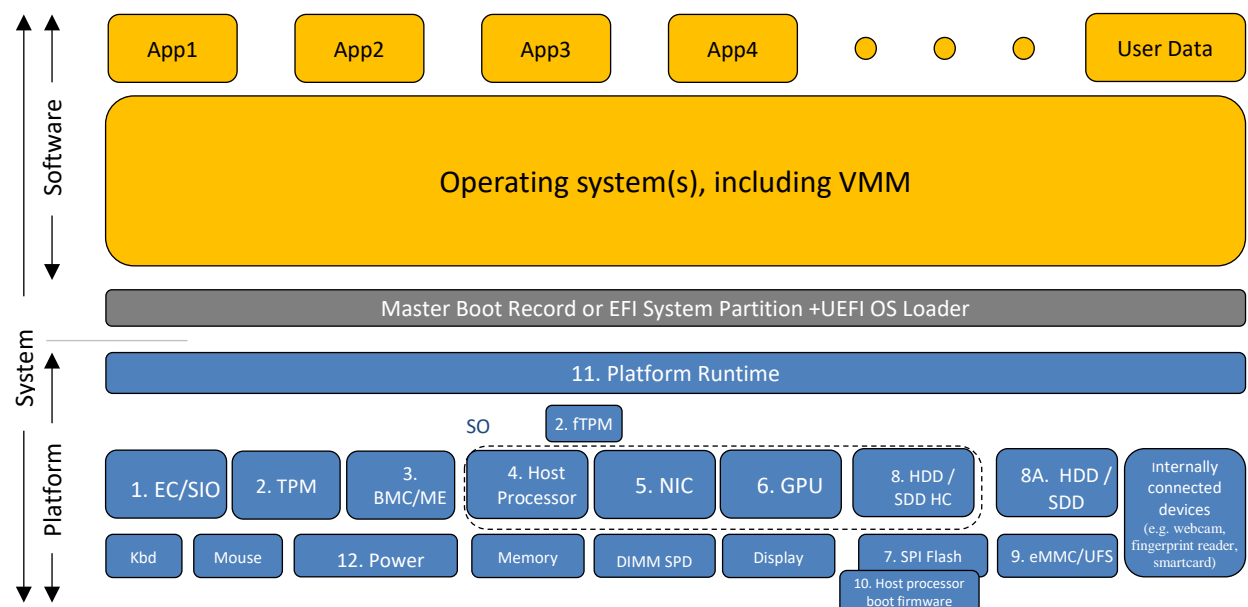 App1
App2
App3
App4
User Data
Software
Operating system(s), including VMM
Master Boot Record or EFI System Partition +UEFI OS Loader
System
11. Platform Runtime
Platform
SO
2. fTPM
1. EC/SIO
2. TPM
3.
BMC/ME
4. Host
Processor
5. NIC
6. GPU
8. HDD /
SDD HC
8A. HDD /
SDD
Internally
connected
devices
(e.g. webcam,
fingerprint reader,
smartcard)
Kbd
Mouse
12. Power
Memory
DIMM SPD
Display
7. SPI Flash
9. eMMC/UFS
10. Host processor
boot firmware